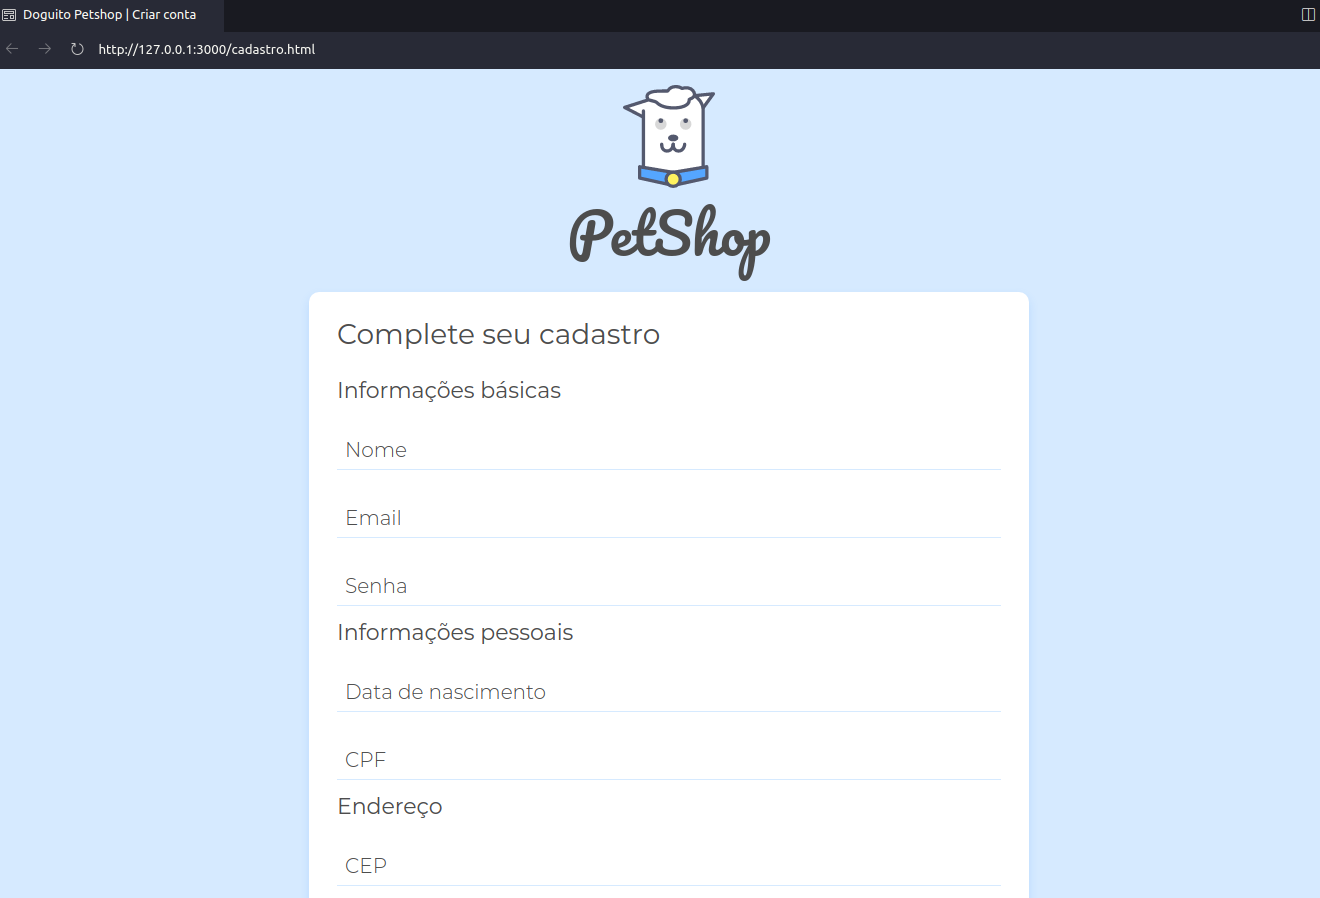 Doguito Petshop | Criar conta
http://127.0.0.1:3000/cadastro.html
PetShop
Complete seu cadastro
Informações básicas
Nome
Email
Senha
Informações pessoais
Data de nascimento
CPF
Endereço
CEP